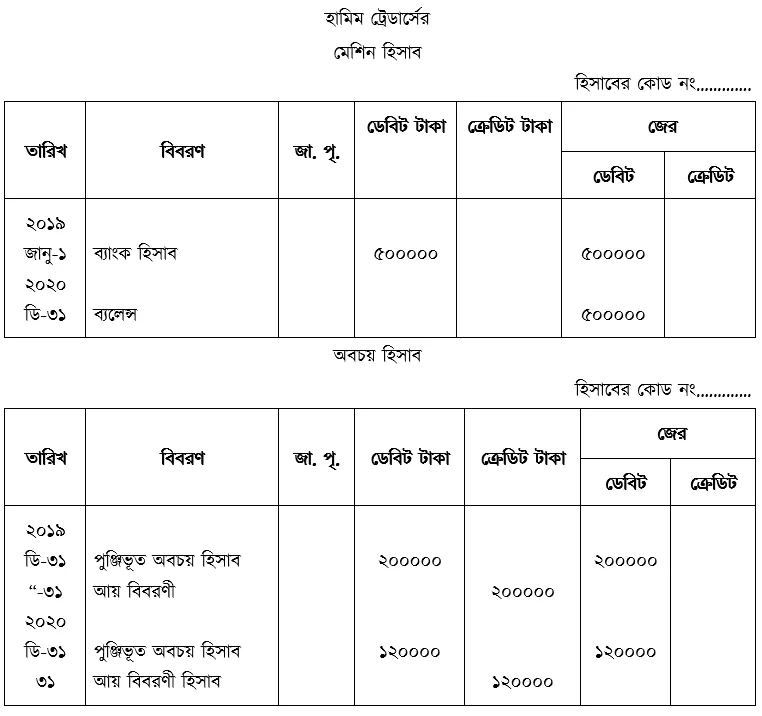 হামিম ট্রেডার্সের
মেশিন হিসাব
হিসাবের কোড নং.............
তারিখ বিবরণ জা. পৃ. ডেবিট টাকা ক্রেডিট টাকা জের
ডেবিট ক্রেডিট
২০১৯
জানু-১ ব্যাংক হিসাব ৫০০০০০ ৫০০০০০
২০২০
ডি-৩১ ব্যলেন্স ৫০০০০০
অবচয় হিসাব
হিসাবের কোড নং.............
তারিখ বিবরণ জা. পৃ. ডেবিট টাকা ক্রেডিট টাকা জের
ডেবিট ক্রেডিট
২০১৯
ডি-৩১ পুঞ্জিভূত অবচয় হিসাব ২০০০০০ ২০০০০০
“-৩১ আয় বিবরণী ২০০০০০
২০২০
ডি-৩১ পুঞ্জিভূত অবচয় হিসাব ১২০০০০ ১২০০০০
৩১ আয় বিবরণী হিসাব ১২০০০০